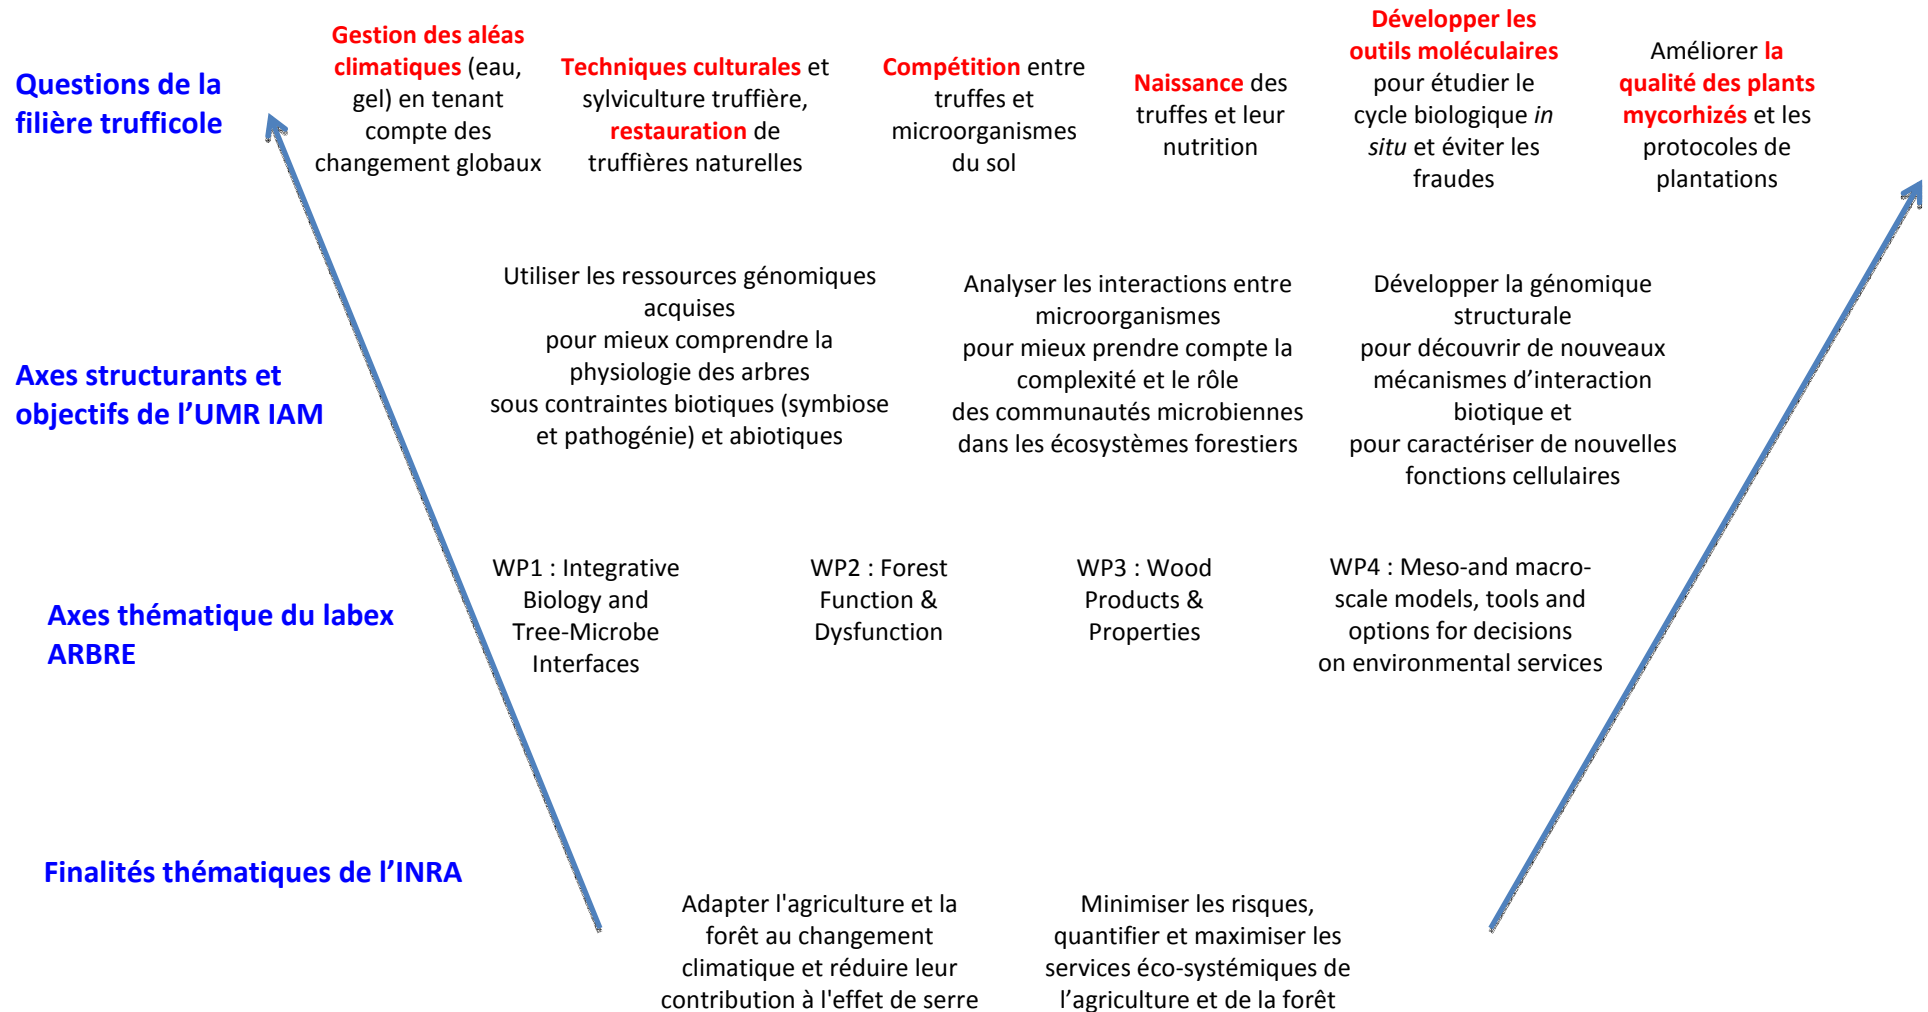 Questions de la
filière trufficole
Gestion des aléas
climatiques (eau,
gel) en tenant
compte des
changement globaux
Techniques culturales et
sylviculture truffière,
restauration de
truffières naturelles
Compétition entre
truffes et
microorganismes
du sol
Naissance des
truffes et leur
nutrition
Développer les
outils moléculaires
pour étudier le
cycle biologique in
situ et éviter les
fraudes
Améliorer la
qualité des plants
mycorhizés et les
protocoles de
plantations
Axes structurants et
objectifs de l’UMR IAM
Utiliser les ressources génomiques
acquises
pour mieux comprendre la
physiologie des arbres
sous contraintes biotiques (symbiose
et pathogénie) et abiotiques
Analyser les interactions entre
microorganismes
pour mieux prendre compte la
complexité et le rôle
des communautés microbiennes
dans les écosystèmes forestiers
Développer la génomique
structurale
pour découvrir de nouveaux
mécanismes d’interaction
biotique et
pour caractériser de nouvelles
fonctions cellulaires
Axes thématique du labex
ARBRE
WP1 : Integrative
Biology and
Tree-Microbe
Interfaces
WP2 : Forest
Function &
Dysfunction
WP3 : Wood
Products &
Properties
WP4 : Meso-and macro-
scale models, tools and
options for decisions
on environmental services
Finalités thématiques de l’INRA
Adapter l'agriculture et la
forêt au changement
climatique et réduire leur
contribution à l'effet de serre
Minimiser les risques,
quantifier et maximiser les
services éco-systémiques de
l’agriculture et de la forêt